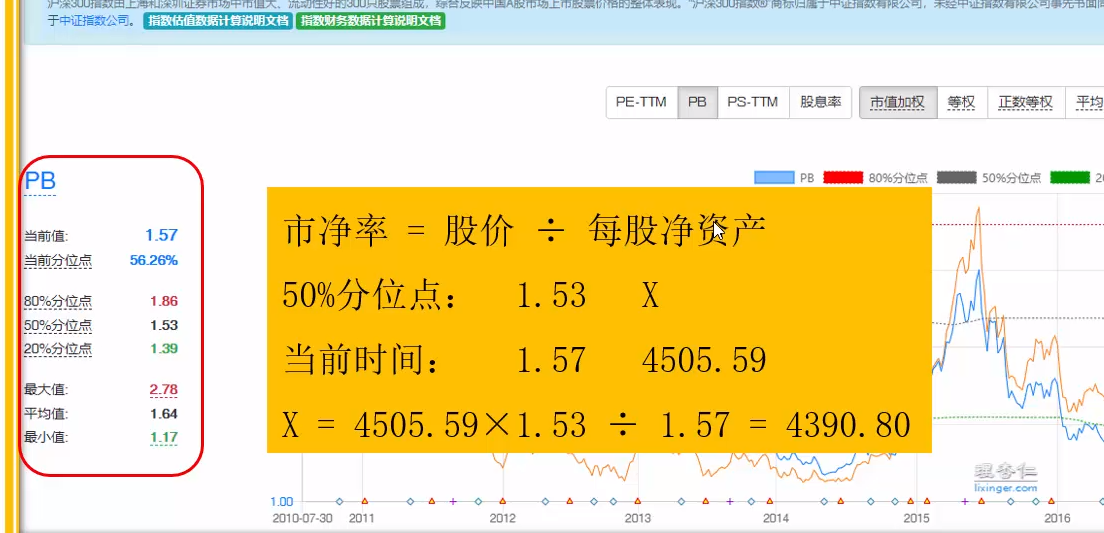 沪深300指数由上海和深圳证券市场中市值大、流动性好的300只股票组成，综合反映中国A股市场上市股票价格的整体表现。"沪深300指数®"商标归属于中证指数有限公司，未经中证指数有限公司事先书面同
于中证指数公司。 指数估值数据计算说明文档 指数财务数据计算说明文档
PE-TTM PB PS-TTM 股息率 市值加权 等权 正数等权 平均
PB
当前值: 1.57
当前分位点 56.26%
80%分位点 1.86
50%分位点 1.53
20%分位点 1.39
最大值: 2.78
平均值: 1.64
最小值: 1.17
PB 80%分位点 50%分位点 20
市净率 = 股价 ÷ 每股净资产
50%分位点： 1.53 X
当前时间： 1.57 4505.59
X = 4505.59×1.53 ÷ 1.57 = 4390.80
理杏仁
lixinger.com
1.00
2010-07-30 2011 2012 2013 2014 2015 2016